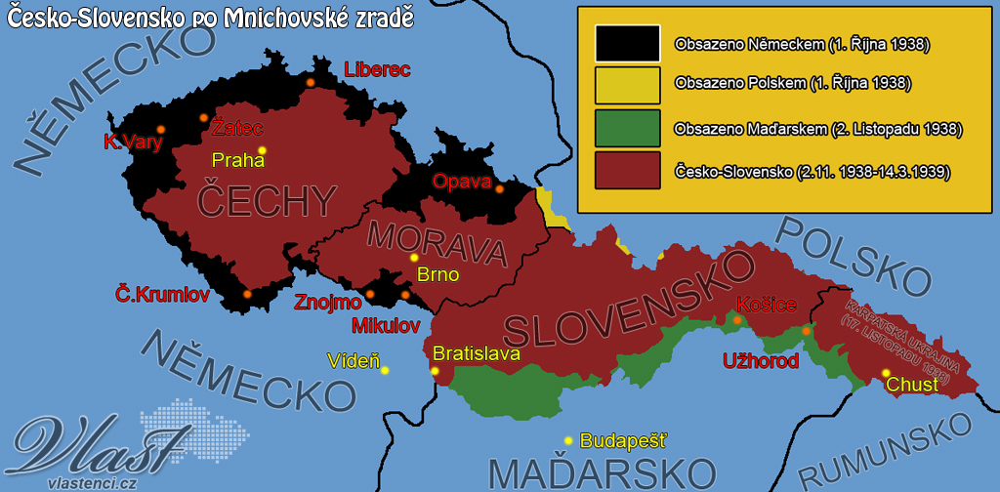 Česko-Slovensko po Mnichovské zradě
Obsazeno Německem (1. Října 1938)
Obsazeno Polskem (1. Října 1938)
Obsazeno Maďarskem (2. Listopadu 1938)
Česko-Slovensko (2.11. 1938-14.3.1939)
NĚMECKO
Liberec
Žatec
K.Vary
Praha
ČECHY
Opava
MORAVA
Brno
POLSKO
SLOVENSKO
Č.Krumlov
Znojmo
Mikulov
Košice
KARPATSKÁ UKRAJINA
(17. LISTOPADU 1938)
Vídeň
Bratislava
Užhorod
Chust
NĚMECKO
Budapešť
MAĎARSKO
RUMUNSKO
Vlast
vlastenci.cz